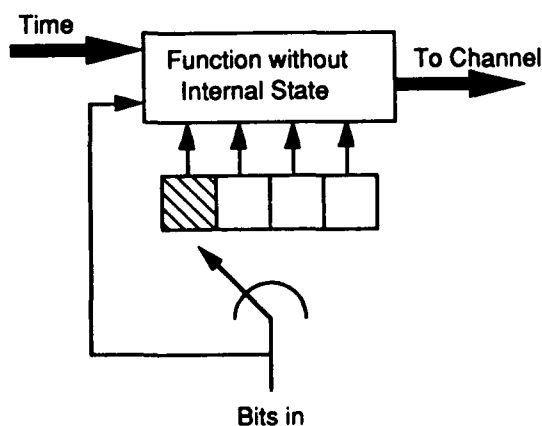 Time
Function without
Internal State
To Channel
Bits in